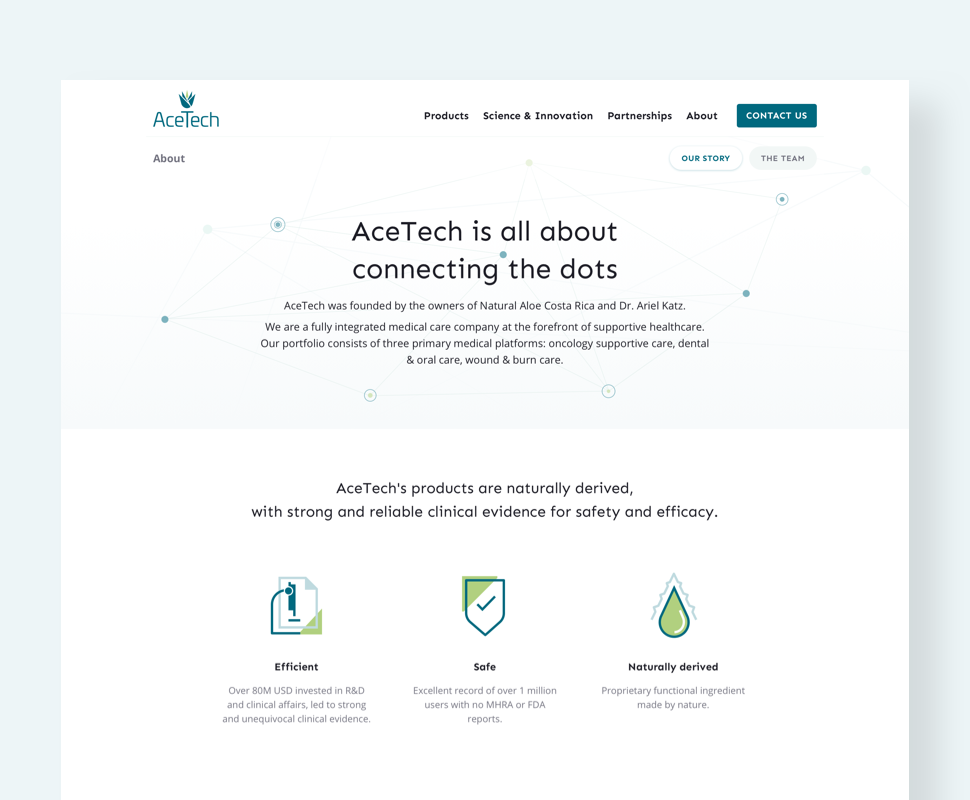 AceTech
Products Science & Innovation Partnerships About CONTACT US
About
OUR STORY THE TEAM
AceTech is all about
connecting the dots
AceTech was founded by the owners of Natural Aloe Costa Rica and Dr. Ariel Katz.
We are a fully integrated medical care company at the forefront of supportive healthcare.
Our portfolio consists of three primary medical platforms: oncology supportive care, dental
& oral care, wound & burn care.
AceTech's products are naturally derived,
with strong and reliable clinical evidence for safety and efficacy.
Efficient
Over 80M USD invested in R&D
and clinical affairs, led to strong
and unequivocal clinical evidence.
Safe
Excellent record of over 1 million
users with no MHRA or FDA
reports.
Naturally derived
Proprietary functional ingredient
made by nature.